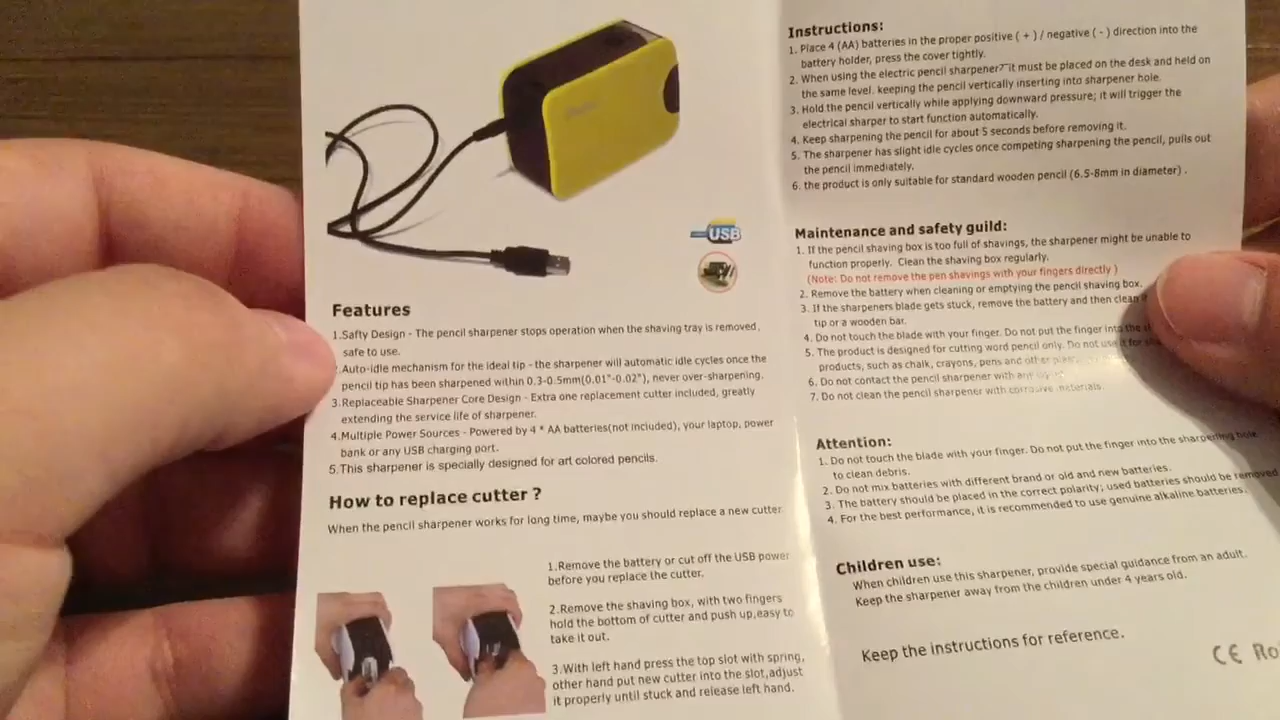 USB
Features
1.Safty Design - The pencil sharpener stops operation when the shaving tray is removed,
safe to use.
.Auto-idle mechanism for the ideal tip - the sharpener will automatic idle cycles once the
pencil tip has been sharpened within 0.3-0.5mm(0.01"-0.02"), never over-sharpening.
3.Replaceable Sharpener Core Design - Extra one replacement cutter included, greatly
extending the service life of sharpener.
4.Multiple Power Sources - Powered by 4 * AA batteries(not included), your laptop, power
bank or any USB charging port.
5.This sharpener is specially designed for art colored pencils.
How to replace cutter ?
When the pencil sharpener works for long time, maybe you should replace a new cutter
1.Remove the battery or cut off the USB power
before you replace the cutter.
2.Remove the shaving box, with two fingers
hold the bottom of cutter and push up,easy to
take it out.
3.With left hand press the top slot with spring,
other hand put new cutter into the slot,adjust
it properly until stuck and release left hand.
Instructions:
1. Place 4 (AA) batteries in the proper positive ( + ) / negative ( - ) direction into the
battery holder, press the cover tightly.
2. When using the electric pencil sharpener, it must be placed on the desk and held on
the same level. keeping the pencil vertically inserting into sharpener hole.
3. Hold the pencil vertically while applying downward pressure; it will trigger the
electrical sharper to start function automatically.
4. Keep sharpening the pencil for about 5 seconds before removing it.
5. The sharpener has slight idle cycles once competing sharpening the pencil, pulls out
the pencil immediately.
6. the product is only suitable for standard wooden pencil (6.5-8mm in diameter) .
Maintenance and safety guild:
1. If the pencil shaving box is too full of shavings, the sharpener might be unable to
function properly. Clean the shaving box regularly.
(Note: Do not remove the pen shavings with your fingers directly )
2. Remove the battery when cleaning or emptying the pencil shaving box.
3. If the sharpeners blade gets stuck, remove the battery and then clean
tip or a wooden bar.
4. Do not touch the blade with your finger. Do not put the finger into the
5. The product is designed for cutting word pencil only. Do not use it for
products, such as chalk, crayons, pens and other
6. Do not contact the pencil sharpener with any
7. Do not clean the pencil sharpener with corrosive materials.
Attention:
1. Do not touch the blade with your finger. Do not put the finger into the sharpening hole
to clean debris.
2. Do not mix batteries with different brand or old and new batteries.
3. The battery should be placed in the correct polarity; used batteries should be removed
4. For the best performance, it is recommended to use genuine alkaline batteries.
Children use:
When children use this sharpener, provide special guidance from an adult.
Keep the sharpener away from the children under 4 years old.
Keep the instructions for reference.
CE Ro